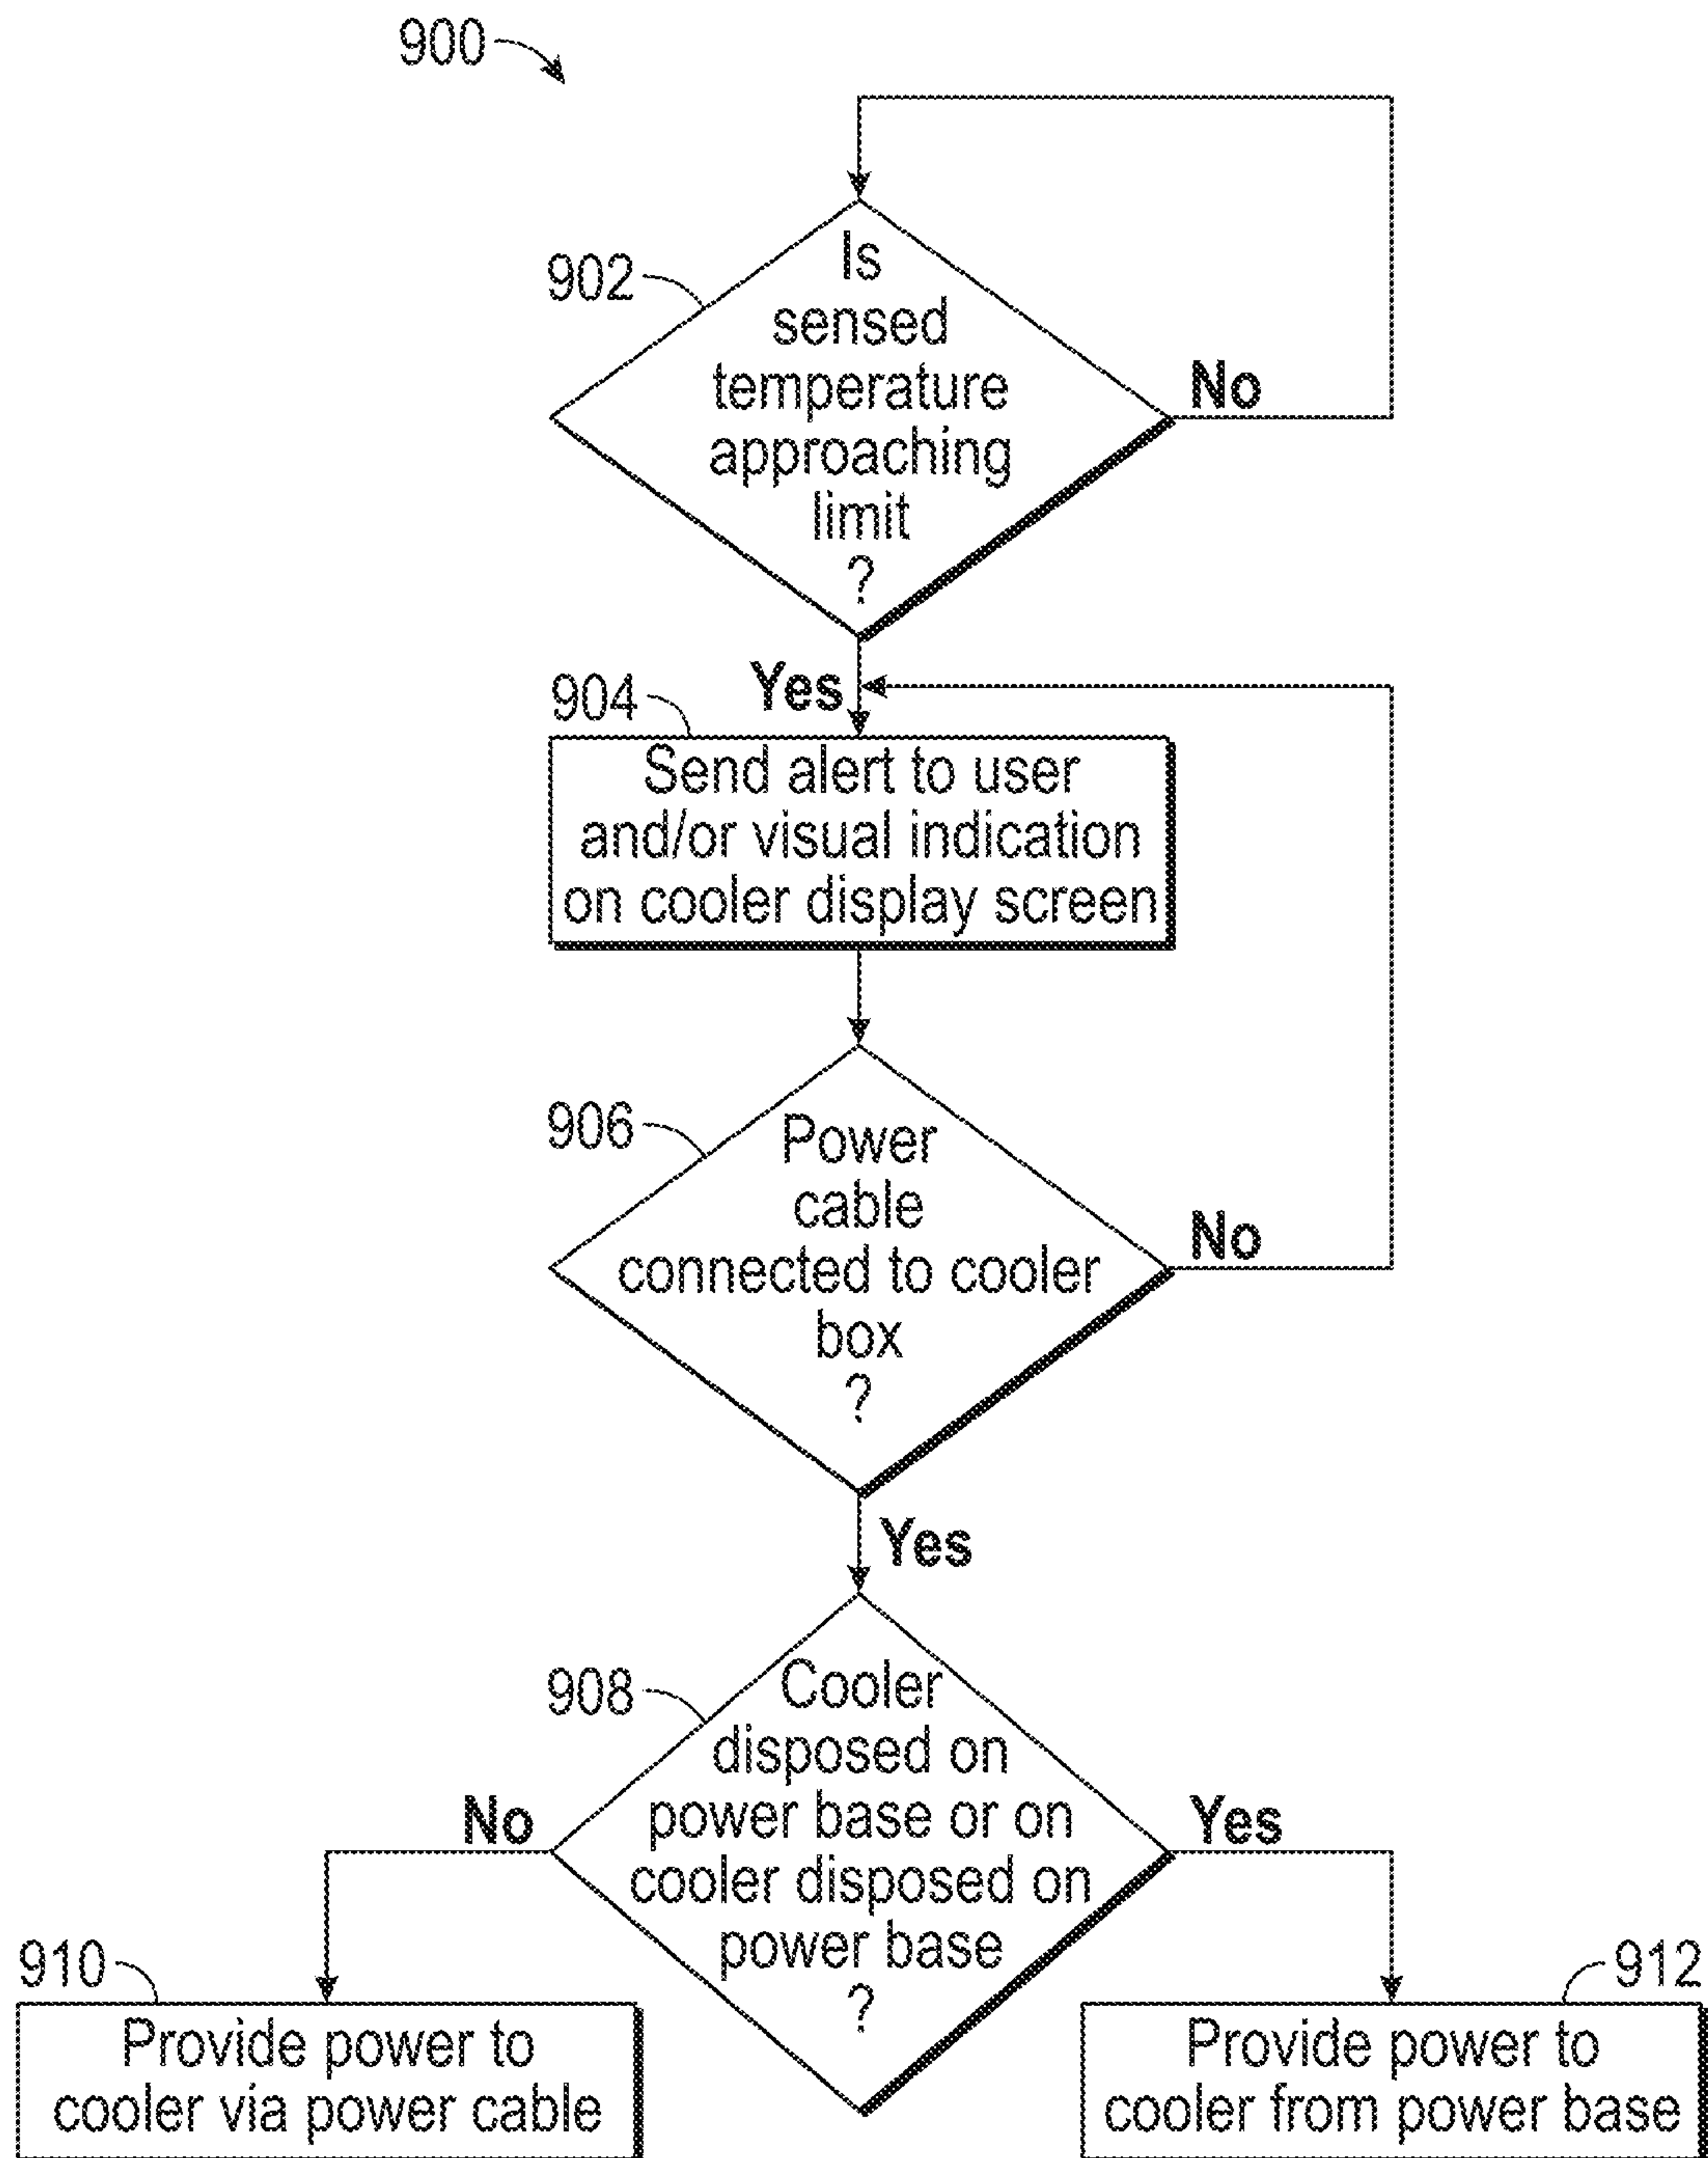 900
902
Is
sensed
temperature
approaching
limit
?
No
Yes
904
Send alert to user
and/or visual indication
on cooler display screen
906
Power
cable
connected to cooler
box
?
No
Yes
908
Cooler
disposed on
power base or on
cooler disposed on
power base
?
No
Yes
910
Provide power to
cooler via power cable
912
Provide power to
cooler from power base